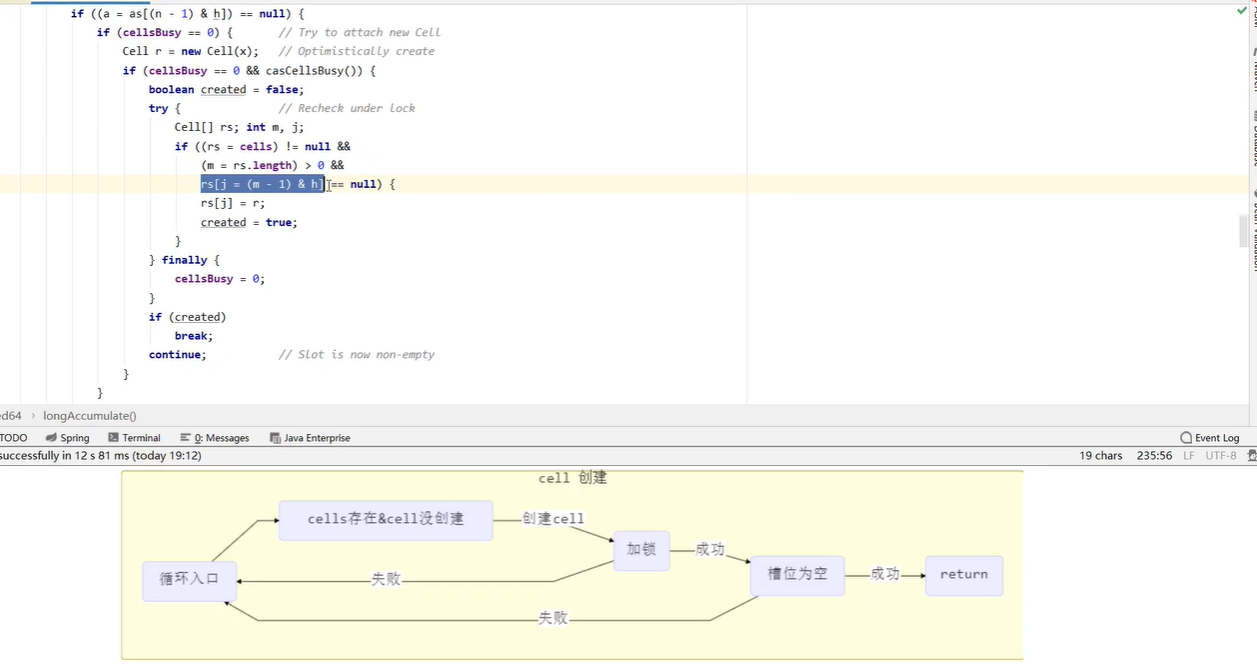 if ((a = as[(n - 1) & h]) == null) {
if (cellsBusy == 0) { // Try to attach new Cell
Cell r = new Cell(x); // Optimistically create
if (cellsBusy == 0 && casCellsBusy()) {
boolean created = false;
try { // Recheck under lock
Cell[] rs; int m, j;
if ((rs = cells) != null &&
(m = rs.length) > 0 &&
rs[j = (m - 1) & h] == null) {
rs[j] = r;
created = true;
}
} finally {
cellsBusy = 0;
}
if (created)
break;
continue; // Slot is now non-empty
}
}
ed64 › longAccumulate()
TODO Spring Terminal 0: Messages Java Enterprise Event Log
successfully in 12 s 81 ms (today 19:12) 19 chars 235:56 LF UTF-8
cell 创建
cells存在&cell没创建 创建cell
加锁 成功
循环入口 失败 槽位为空 成功 return
失败